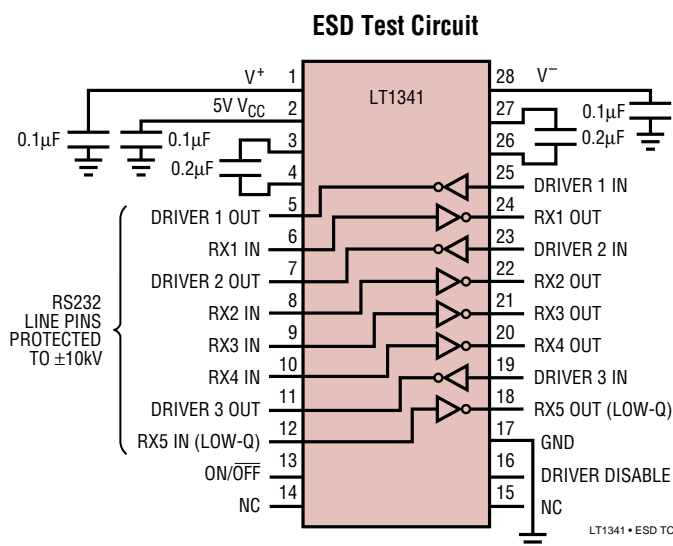 ESD Test Circuit
LT1341
V+ 1
28 V–
5V VCC 2
27
0.1µF
0.1µF
0.1µF
3
26
0.2µF
0.2µF
4
25 DRIVER 1 IN
DRIVER 1 OUT 5
24 RX1 OUT
RX1 IN 6
23 DRIVER 2 IN
DRIVER 2 OUT 7
22 RX2 OUT
RX2 IN 8
21 RX3 OUT
RX3 IN 9
20 RX4 OUT
RX4 IN 10
19 DRIVER 3 IN
DRIVER 3 OUT 11
18 RX5 OUT (LOW-Q)
RX5 IN (LOW-Q) 12
17 GND
ON/OFF 13
16 DRIVER DISABLE
NC 14
15 NC
RS232
LINE PINS
PROTECTED
TO ±10kV
LT1341 • ESD TC